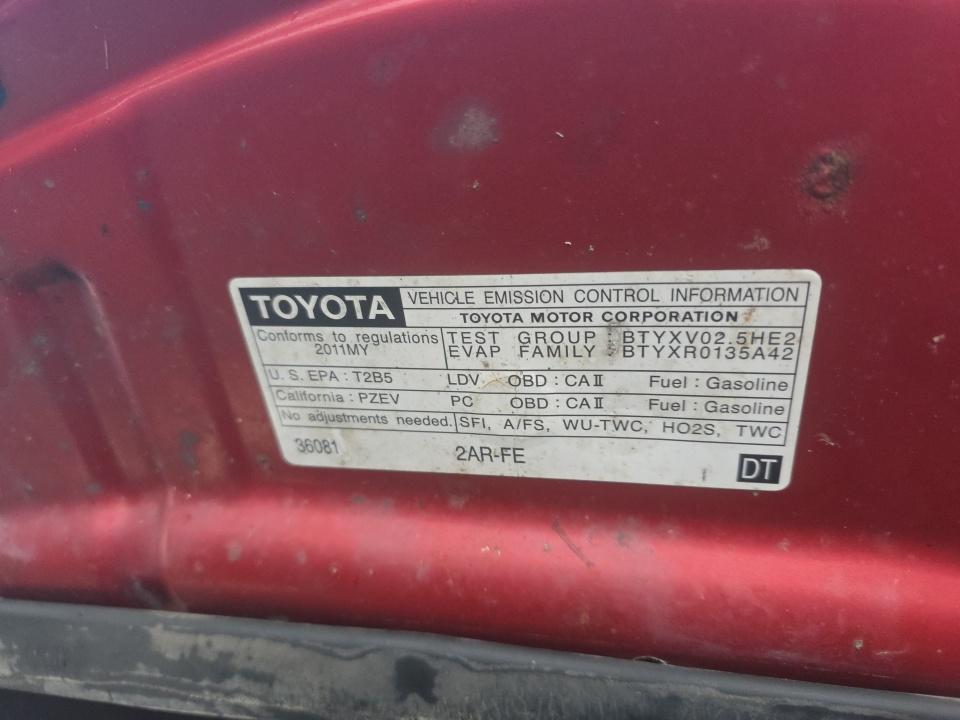 TOYOTA VEHICLE EMISSION CONTROL INFORMATION
TOYOTA MOTOR CORPORATION
Conforms to regulations
2011MY
TEST GROUP BTYXV02.5HE2
EVAP FAMILY BTYXR0135A42
U.S. EPA : T2B5 LDV OBD : CAⅡ Fuel : Gasoline
California : PZEV PC OBD : CAⅡ Fuel : Gasoline
No adjustments needed. SFI, A/FS, WU-TWC, HO2S, TWC
36081 2AR-FE DT